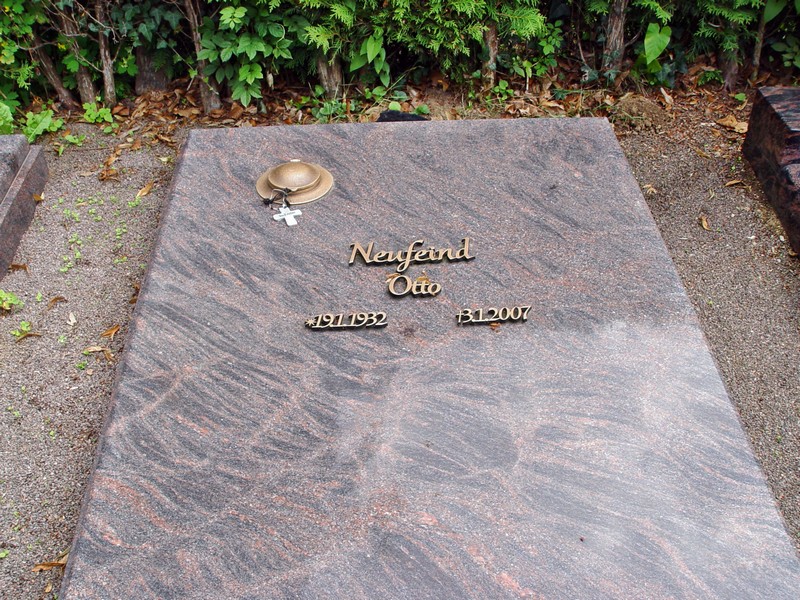 Neufeind
Otto
*19.1.1932 †3.1.2007